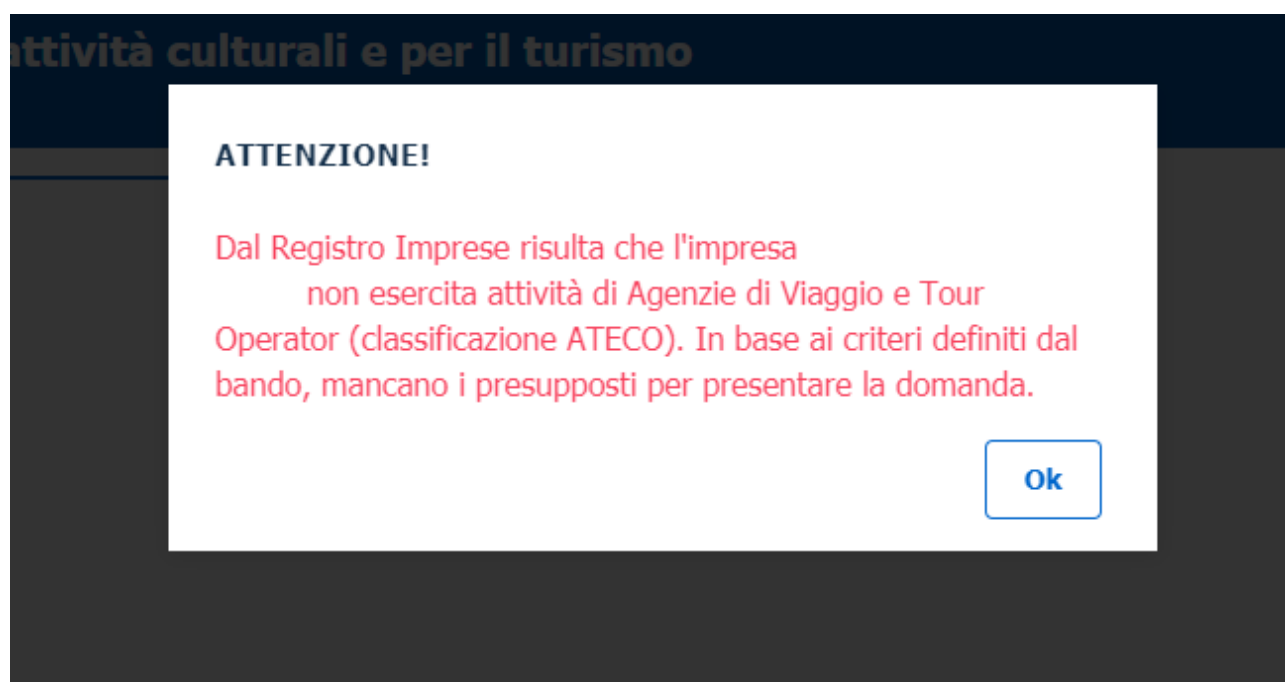 attività culturali e per il turismo
ATTENZIONE!
Dal Registro Imprese risulta che l'impresa
non esercita attività di Agenzie di Viaggio e Tour
Operator (classificazione ATECO). In base ai criteri definiti dal
bando, mancano i presupposti per presentare la domanda.
Ok